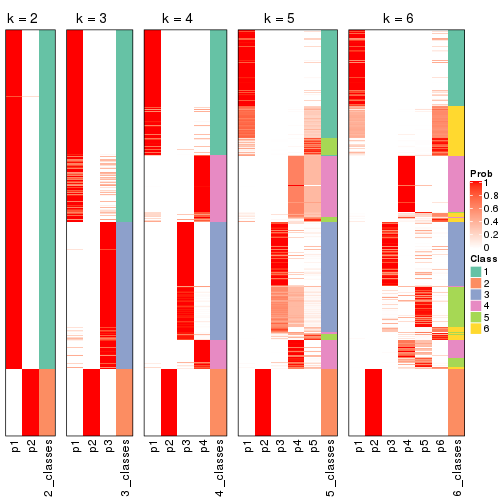 k = 2
k = 3
k = 4
k = 5
k = 6
p1
p2
2_classes
p1
p2
p3
3_classes
p1
p2
p3
p4
4_classes
p1
p2
p3
p4
p5
5_classes
p1
p2
p3
p4
p5
p6
6_classes
Prob
1
0.8
0.6
0.4
0.2
0
Class
1
2
3
4
5
6